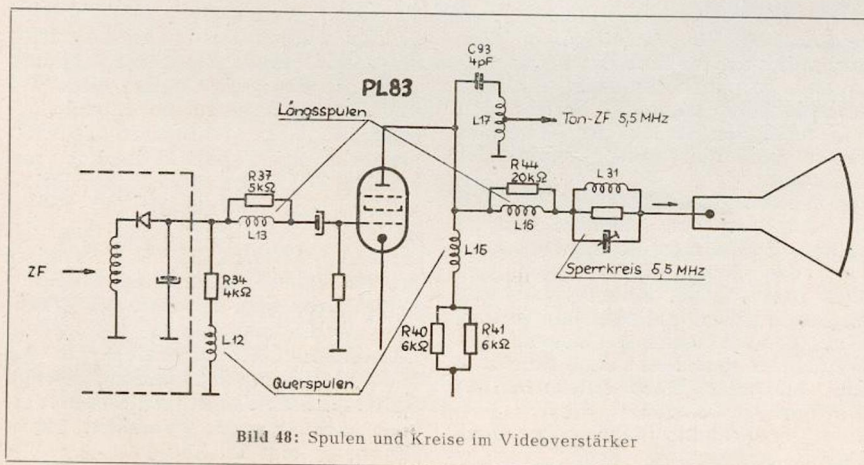 C93
4pF
PL83
Längsspulen
L17
Ton-ZF 5,5 MHz
R37
5kΩ
R44
20kΩ
L31
L13
L16
ZF
L15
Sperrkreis 5,5 MHz
R34
4kΩ
R40
6kΩ
R41
6kΩ
L12
Querspulen
Bild 48: Spulen und Kreise im Videoverstärker